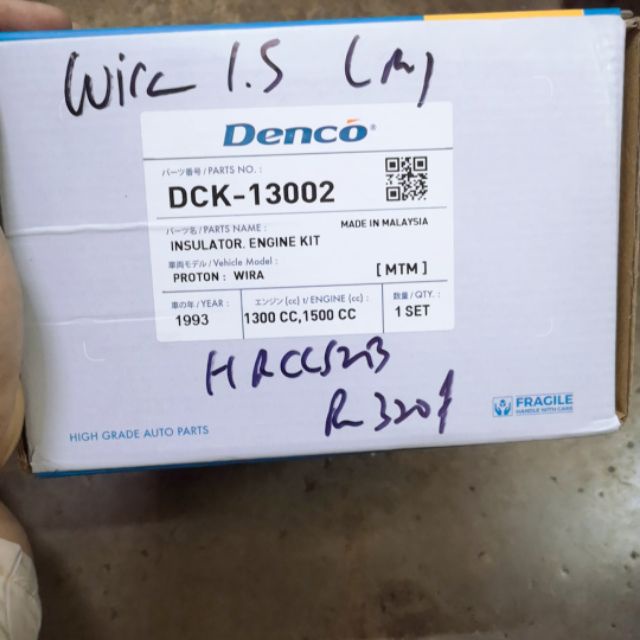 Wira 1.5 (m)
Denco®
パーツ番号 / PARTS NO. :
DCK-13002
パーツ名 / PARTS NAME :
MADE IN MALAYSIA
INSULATOR. ENGINE KIT
車両モデル / Vehicle Model :
PROTON : WIRA [ MTM ]
車の年 / YEAR :
1993
エンジン [cc] t/ ENGINE (cc) :
1300 CC,1500 CC
数量 / QTY. :
1 SET
FRAGILE
HANDLE WITH CARE
HIGH GRADE AUTO PARTS